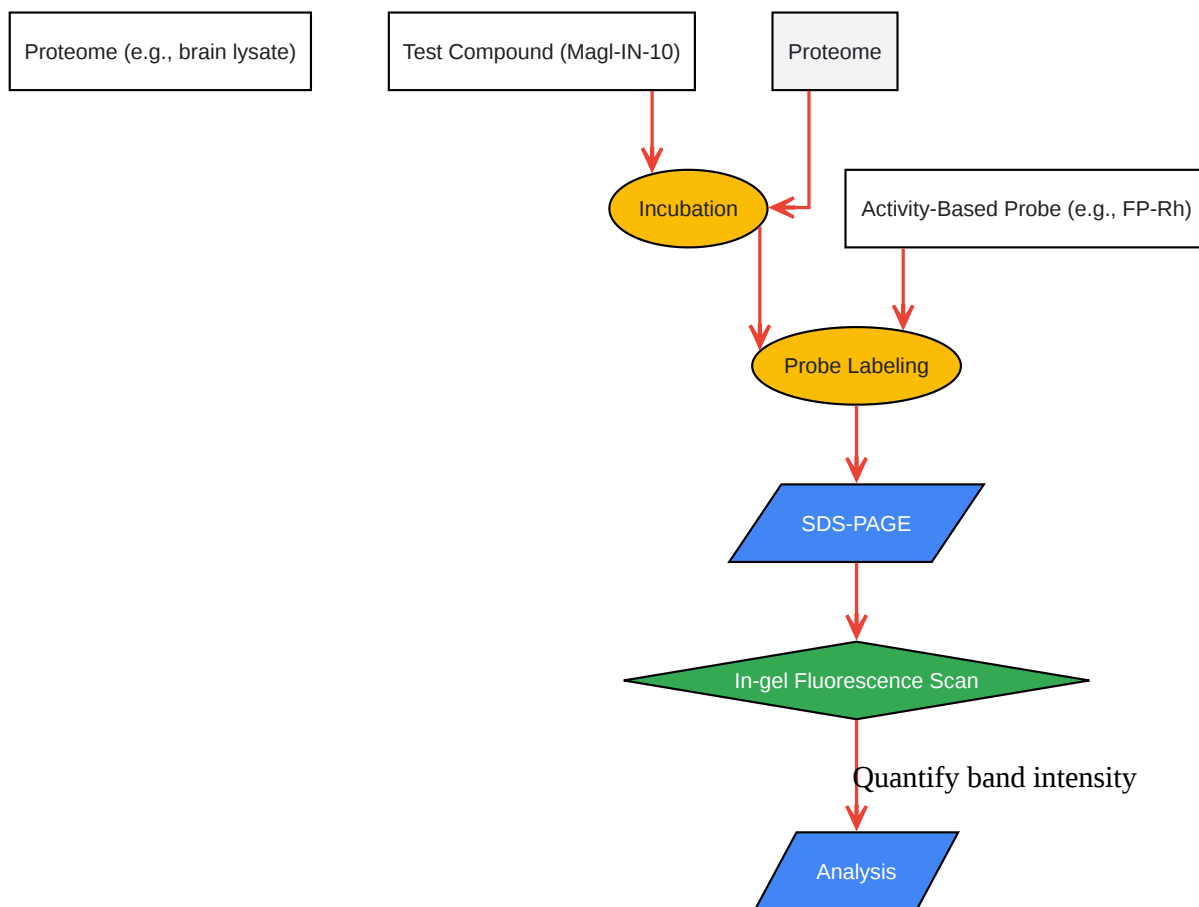 Proteome (e.g., brain lysate)
Test Compound (Magl-IN-10)
Proteome
Incubation
Activity-Based Probe (e.g., FP-Rh)
Probe Labeling
SDS-PAGE
In-gel Fluorescence Scan
Quantify band intensity
Analysis